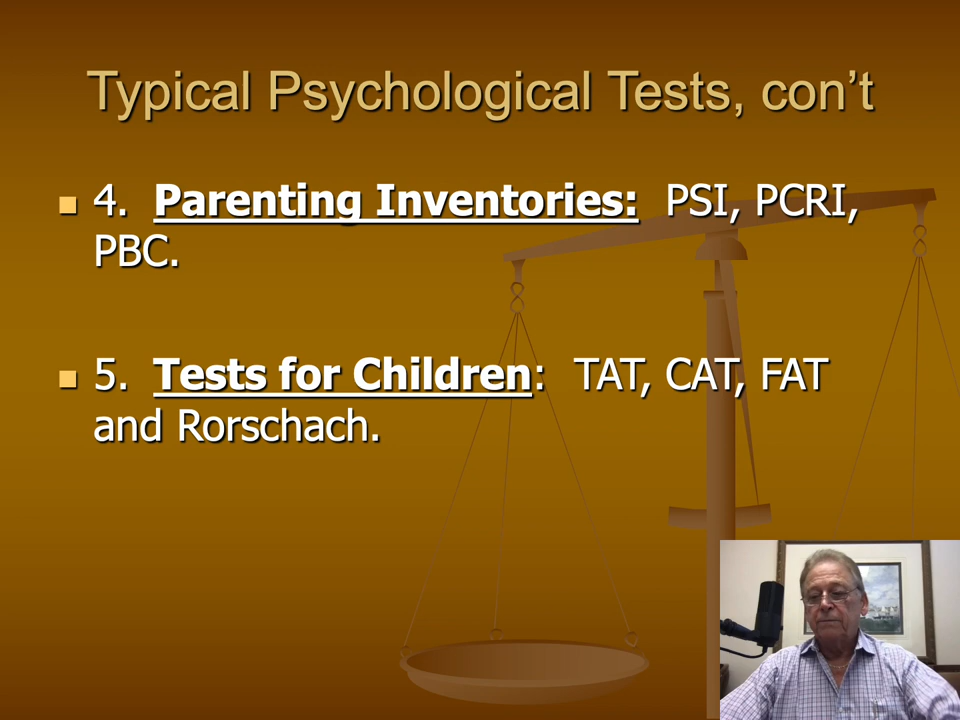 Typical Psychological Tests, con’t
4. Parenting Inventories: PSI, PCRI,
PBC.
5. Tests for Children: TAT, CAT, FAT
and Rorschach.